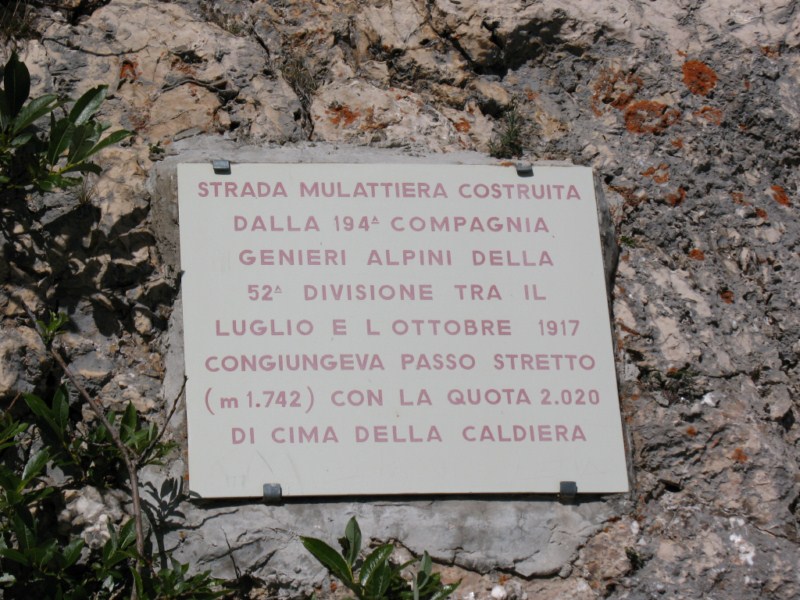 STRADA MULATTIERA COSTRUITA
DALLA 194ᴬ COMPAGNIA
GENIERI ALPINI DELLA
52ᴬ DIVISIONE TRA IL
LUGLIO E L OTTOBRE 1917
CONGIUNGEVA PASSO STRETTO
(m 1.742) CON LA QUOTA 2.020
DI CIMA DELLA CALDIERA